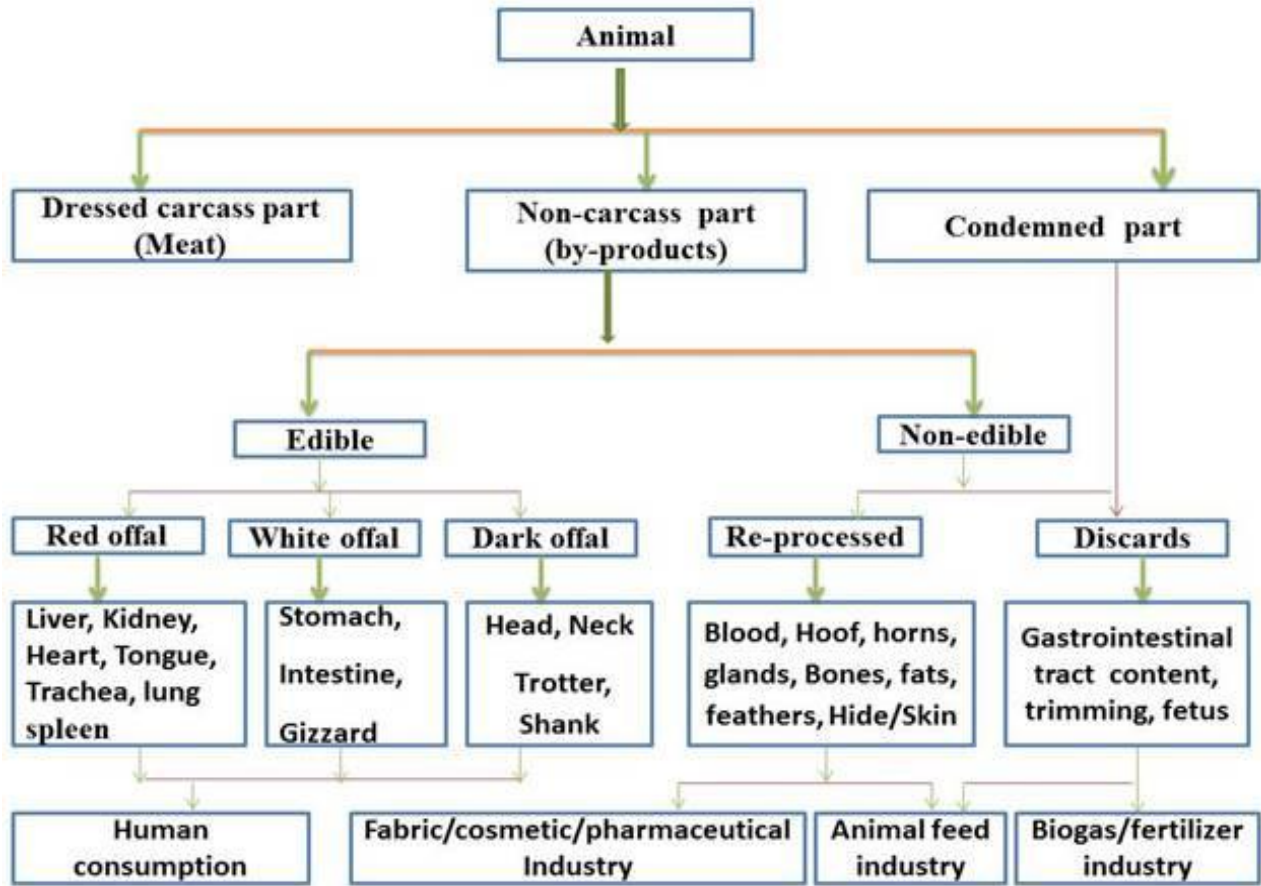 Animal
Dressed carcass part
(Meat)
Non-carcass part
(by-products)
Condemned part
Edible
Non-edible
Red offal
White offal
Dark offal
Re-processed
Discards
Liver, Kidney,
Heart, Tongue,
Trachea, lung
spleen
Stomach,
Intestine,
Gizzard
Head, Neck
Trotter,
Shank
Blood, Hoof, horns,
glands, Bones, fats,
feathers, Hide/Skin
Gastrointestinal
tract content,
trimming, fetus
Human
consumption
Fabric/cosmetic/pharmaceutical
Industry
Animal feed
industry
Biogas/fertilizer
industry